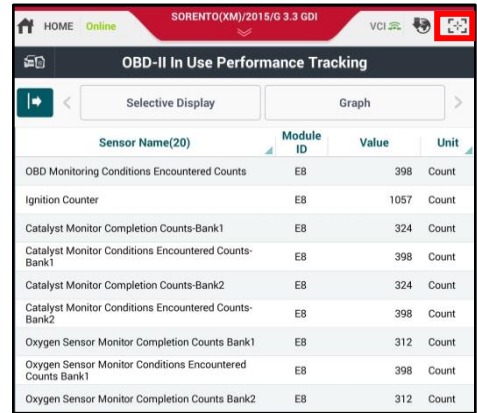 SORENTO(XM)/2015/G 3.3 GDI
HOME Online VCI
OBD-II In Use Performance Tracking
Selective Display Graph
Sensor Name(20) Module ID Value Unit
OBD Monitoring Conditions Encountered Counts E8 398 Count
Ignition Counter E8 1057 Count
Catalyst Monitor Completion Counts-Bank1 E8 324 Count
Catalyst Monitor Conditions Encountered Counts-
Bank1 E8 398 Count
Catalyst Monitor Completion Counts-Bank2 E8 324 Count
Catalyst Monitor Conditions Encountered Counts-
Bank2 E8 398 Count
Oxygen Sensor Monitor Completion Counts Bank1 E8 312 Count
Oxygen Sensor Monitor Conditions Encountered
Counts Bank1 E8 398 Count
Oxygen Sensor Monitor Completion Counts Bank2 E8 312 Count